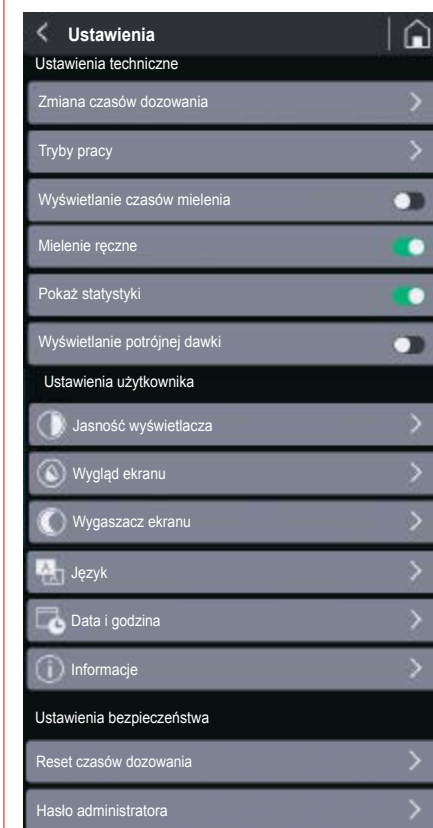 Ustawienia
Ustawienia techniczne
Zmiana czasów dozowania
Tryby pracy
Wyświetlanie czasów mielenia
Mielenie ręczne
Pokaż statystyki
Wyświetlanie potrójnej dawki
Ustawienia użytkownika
Jasność wyświetlacza
Wygląd ekranu
Wygaszacz ekranu
Język
Data i godzina
Informacje
Ustawienia bezpieczeństwa
Reset czasów dozowania
Hasło administratora